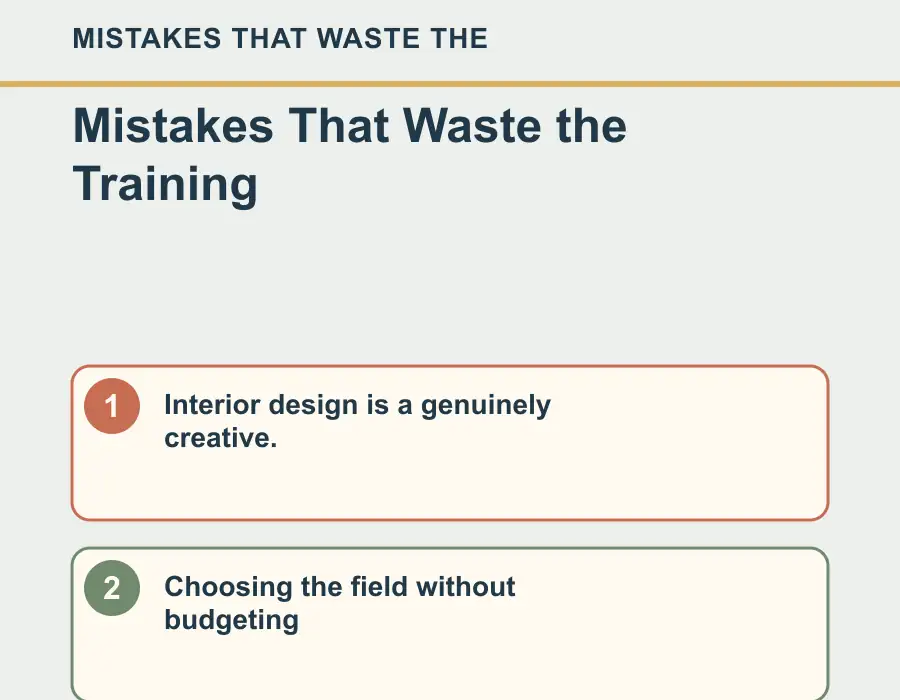 MISTAKES THAT WASTE THE
Mistakes That Waste the
Training
1
Interior design is a genuinely
creative.
2
Choosing the field without
budgeting